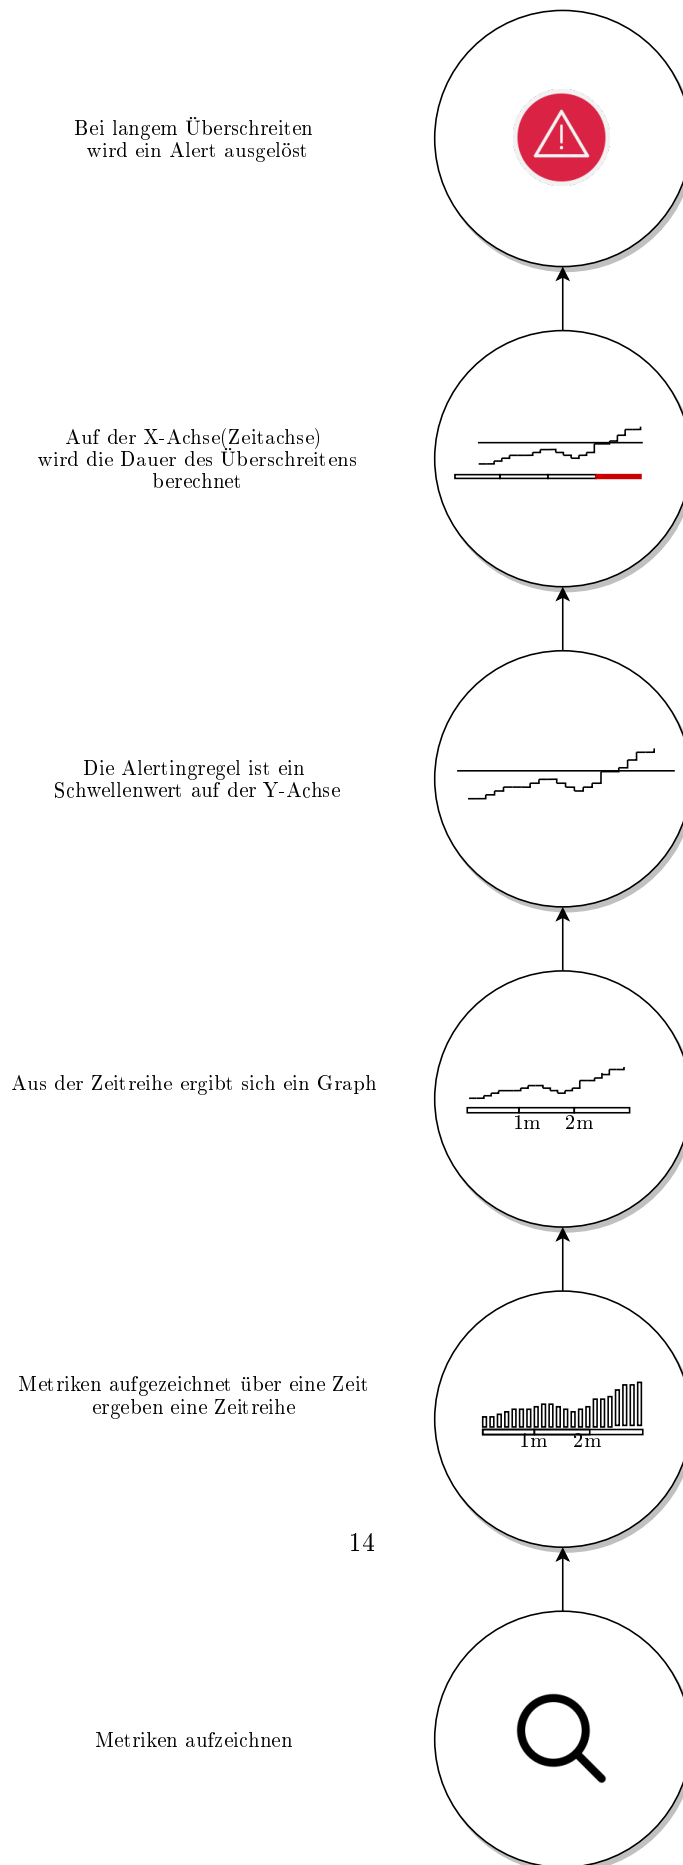 Bei langem Überschreiten
wird ein Alert ausgelöst
Auf der X-Achse(Zeitachse)
wird die Dauer des Überschreitens
berechnet
Die Alertingregel ist ein
Schwellenwert auf der Y-Achse
Aus der Zeitreihe ergibt sich ein Graph
1m 2m
Metriken aufgezeichnet über eine Zeit
ergeben eine Zeitreihe
1m 2m
14
Metriken aufzeichnen